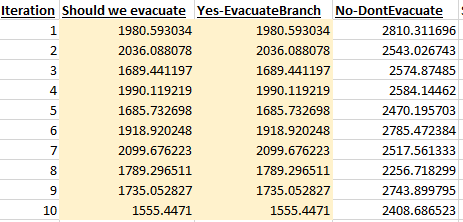 Iteration Should we evacuate Yes-EvacuateBranch No-DontEvacuate
1 1980.593034 1980.593034 2810.311696
2 2036.088078 2036.088078 2543.026743
3 1689.441197 1689.441197 2574.87485
4 1990.119219 1990.119219 2584.14462
5 1685.732698 1685.732698 2470.195703
6 1918.920248 1918.920248 2785.472384
7 2099.676223 2099.676223 2517.561333
8 1789.296511 1789.296511 2256.718299
9 1735.052827 1735.052827 2743.899795
10 1555.4471 1555.4471 2408.686523